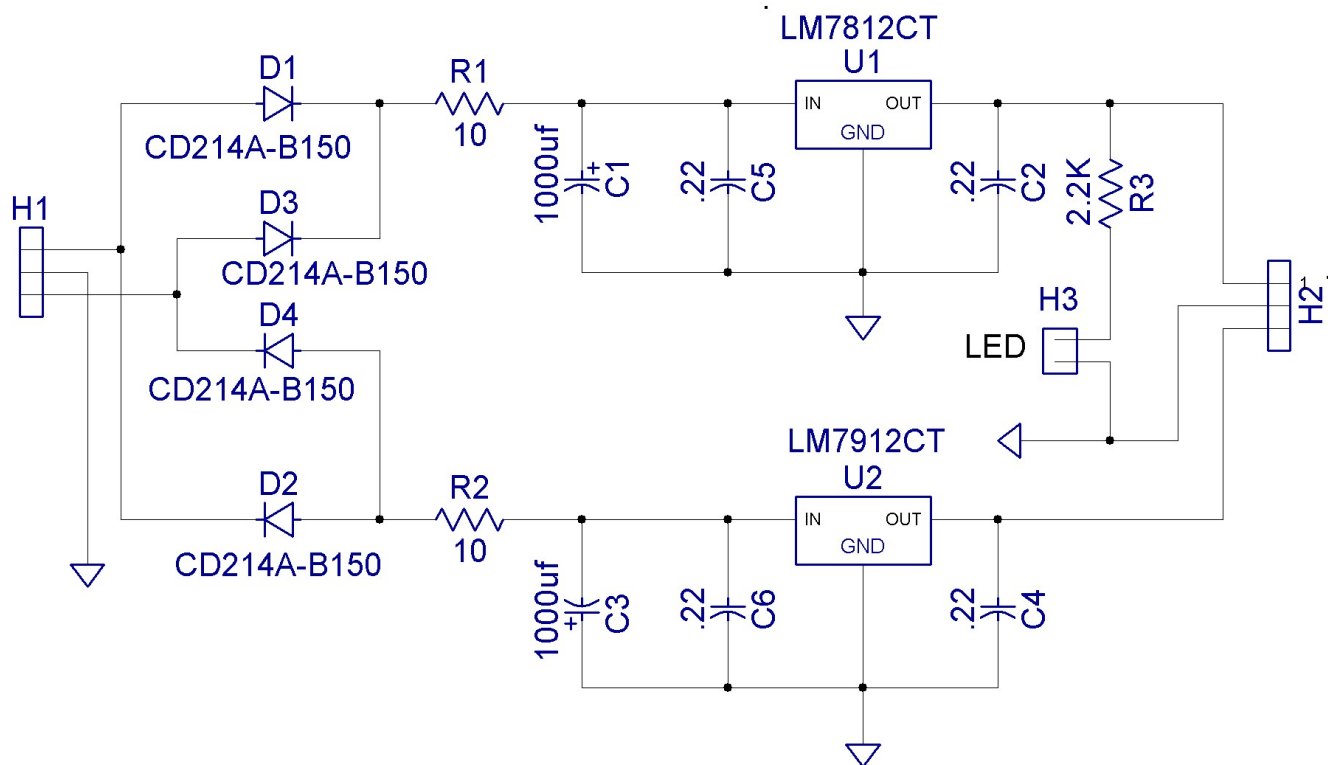 LM7812CT
U1
IN
OUT
GND
D1
CD214A-B150
R1
10
1000uf
+
C1
.22
C5
.22
C2
2.2K
R3
H1
D3
CD214A-B150
D4
CD214A-B150
H3
LED
1
H2
D2
CD214A-B150
R2
10
LM7912CT
U2
IN
OUT
GND
1000uf
+
C3
.22
C6
.22
C4